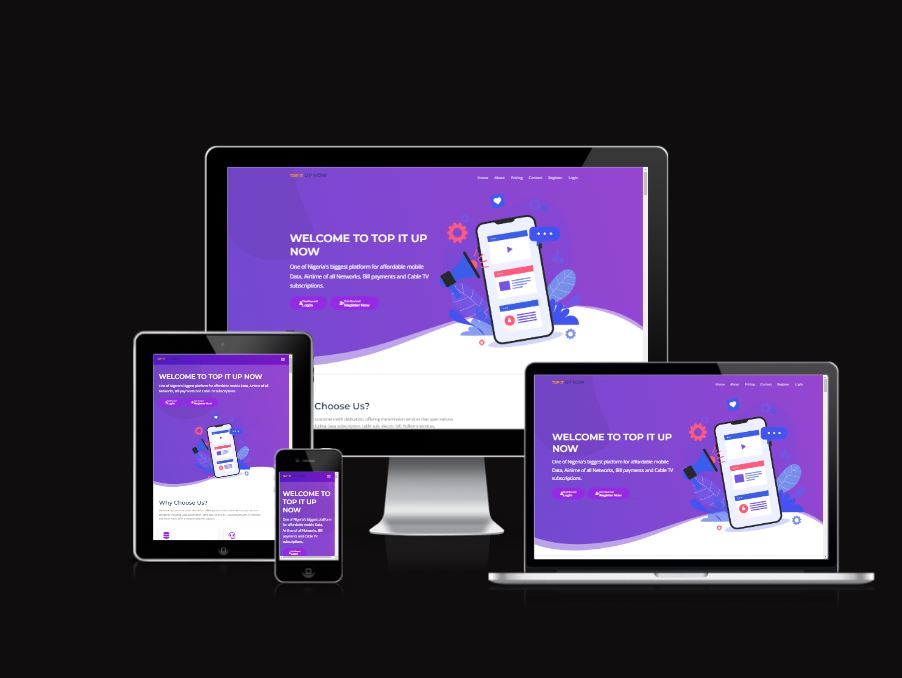 TOP IT UP NOW
Home About Pricing Contact Register Login
WELCOME TO TOP IT UP
NOW
One of Nigeria's biggest platform for affordable mobile
Data, Airtime of all Networks, Bill payments and Cable TV
subscriptions.
Login
Register Now
Choose Us?
WELCOME TO TOP IT UP NOW
One of Nigeria's biggest platform for affordable mobile Data, Airtime of all
Networks, Bill payments and Cable TV subscriptions.
Login
Register Now
Why Choose Us?
WELCOME TO
TOP IT UP
NOW
One of Nigeria's biggest platform
for affordable mobile Data,
Airtime of all Networks, Bill
payments and Cable TV
subscriptions.
TOP IT UP NOW
Home About Pricing Contact Register Login
WELCOME TO TOP IT UP
NOW
One of Nigeria's biggest platform for affordable mobile
Data, Airtime of all Networks, Bill payments and Cable TV
subscriptions.
Login
Register Now